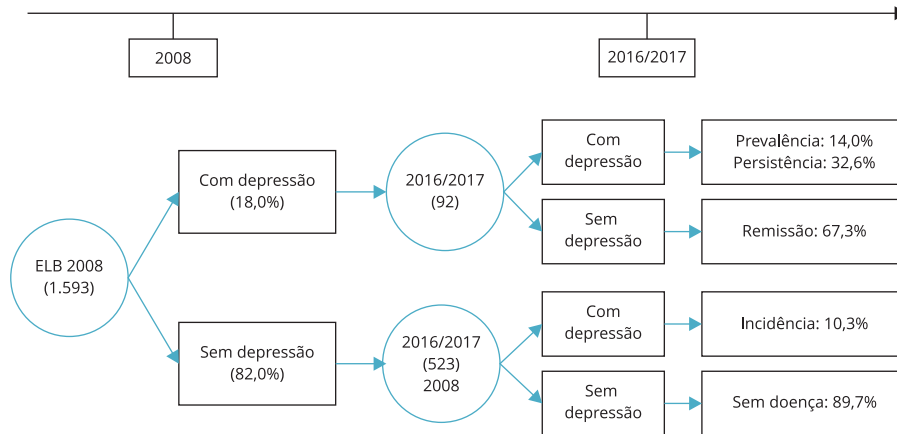 2008
2016/2017
ELB 2008
(1.593)
Com depressão
(18,0%)
2016/2017
(92)
Com
depressão
Prevalência: 14,0%
Persistência: 32,6%
Sem
depressão
Remissão: 67,3%
Sem depressão
(82,0%)
2016/2017
(523)
2008
Com
depressão
Incidência: 10,3%
Sem
depressão
Sem doença: 89,7%